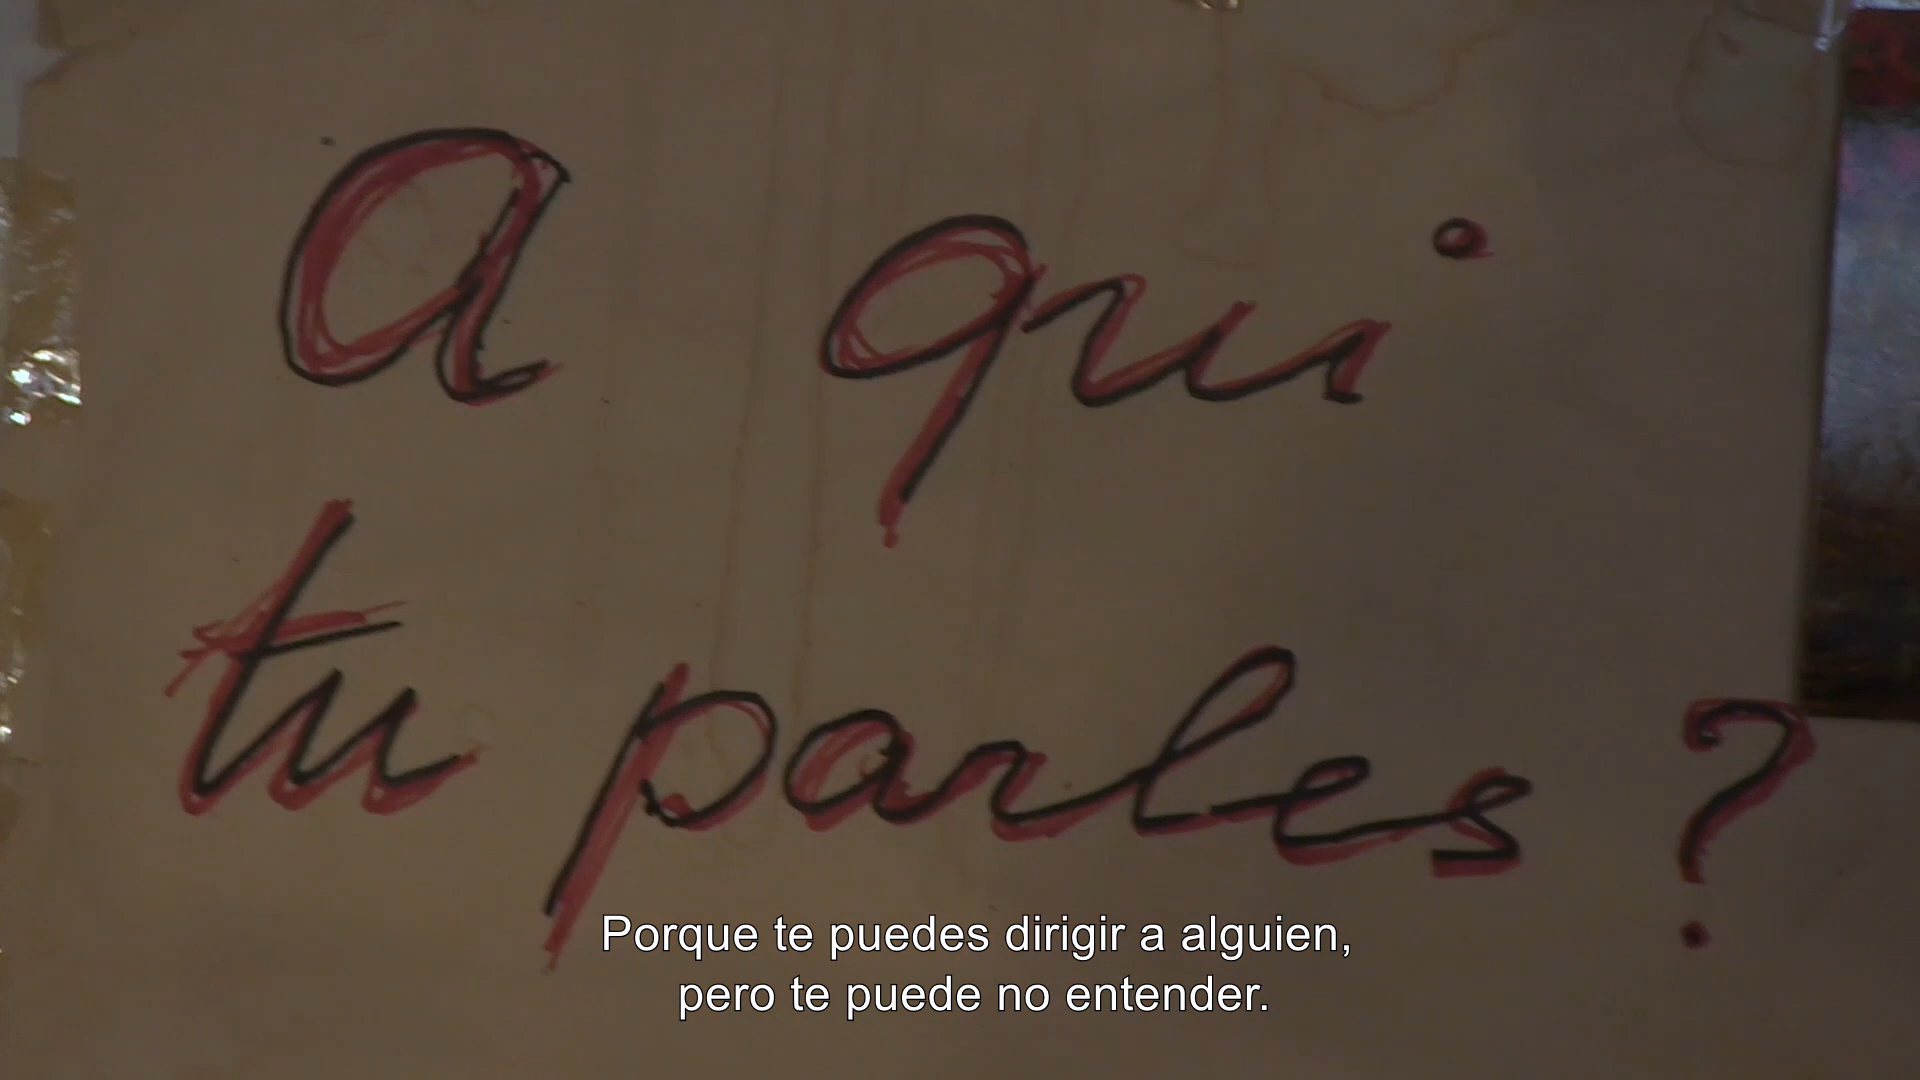 A qui
tu parles ?
Porque te puedes dirigir a alguien,
pero te puede no entender.